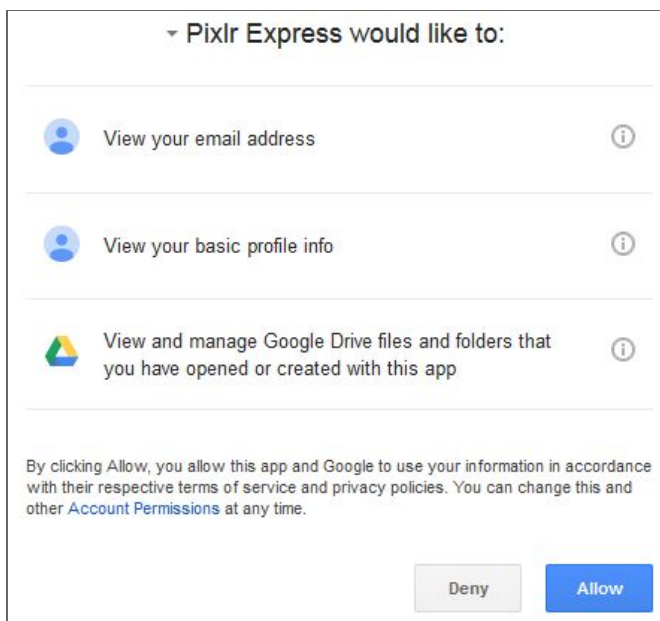 Pixlr Express would like to:
View your email address
View your basic profile info
View and manage Google Drive files and folders that
you have opened or created with this app
By clicking Allow, you allow this app and Google to use your information in accordance
with their respective terms of service and privacy policies. You can change this and
other Account Permissions at any time.
Deny
Allow